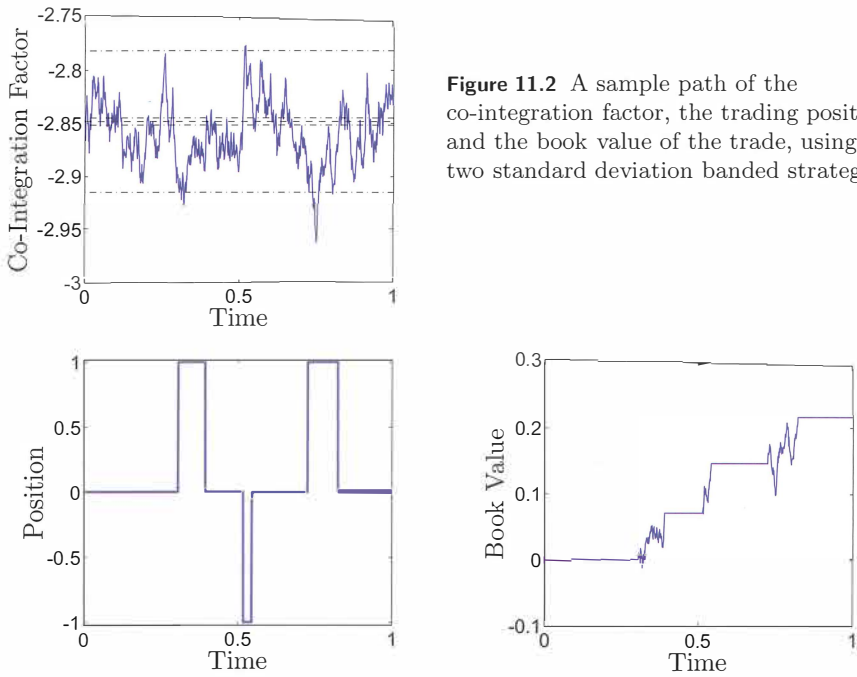 -2.75
-2.8
-2.85
-2.9
-2.95
-3
Co-Integration Factor
0
0.5
1
Time
Figure 11.2 A sample path of the
co-integration factor, the trading posit
and the book value of the trade, using
two standard deviation banded strateg
1
0.5
0
-0.5
-1
Position
0
0.5
1
Time
0.3
0.2
0.1
0
-0.1
Book Value
0
0.5
1
Time